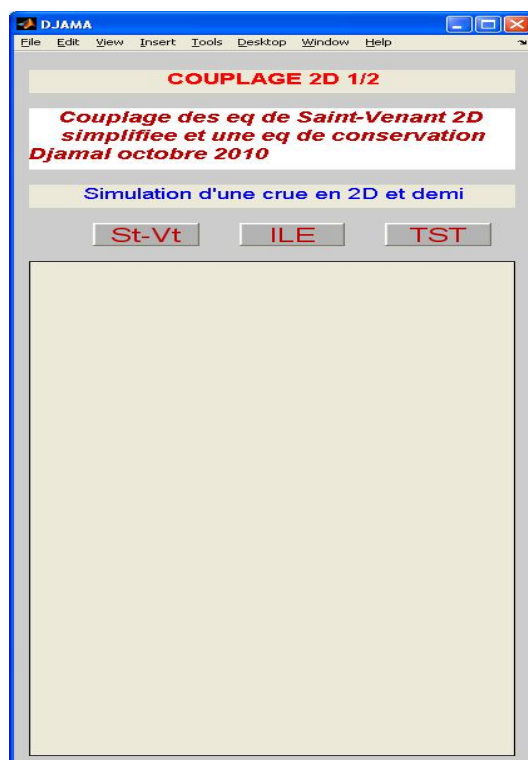 DJAMA
File Edit View Insert Tools Desktop Window Help
COUPLAGE 2D 1/2
Couplage des eq de Saint-Venant 2D
simplifiee et une eq de conservation
Djamal octobre 2010
Simulation d'une crue en 2D et demi
St-Vt ILE TST